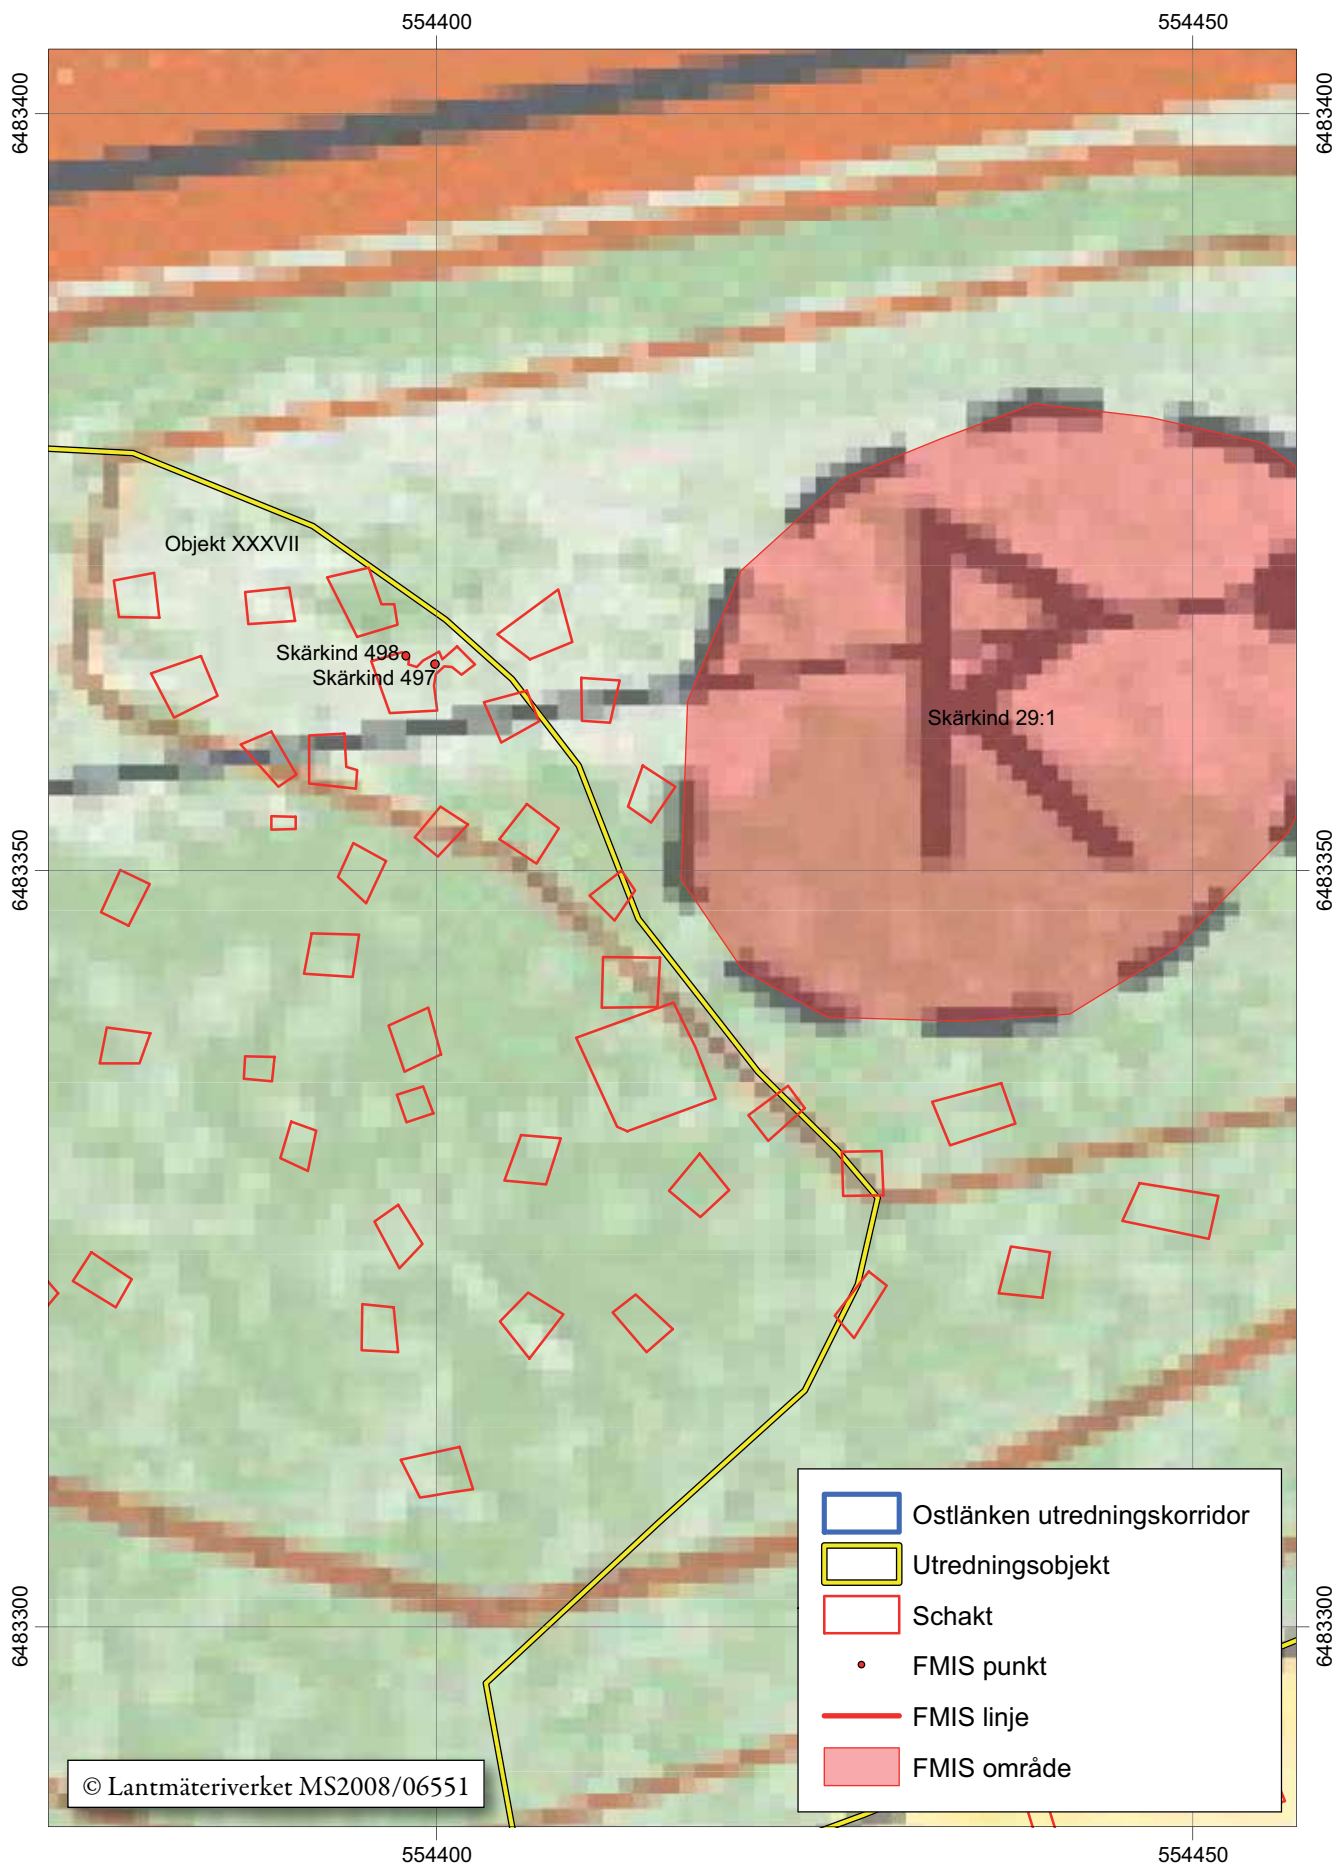 554400
554450
6483400
6483400
Objekt XXXVII
Skärkind 498
Skärkind 497
Skärkind 29:1
R
6483350
6483350
Ostlänken utredningskorridor
Utredningsobjekt
Schakt
6483300
6483300
FMIS punkt
FMIS linje
FMIS område
© Lantmäteriverket MS2008/06551
554400
554450